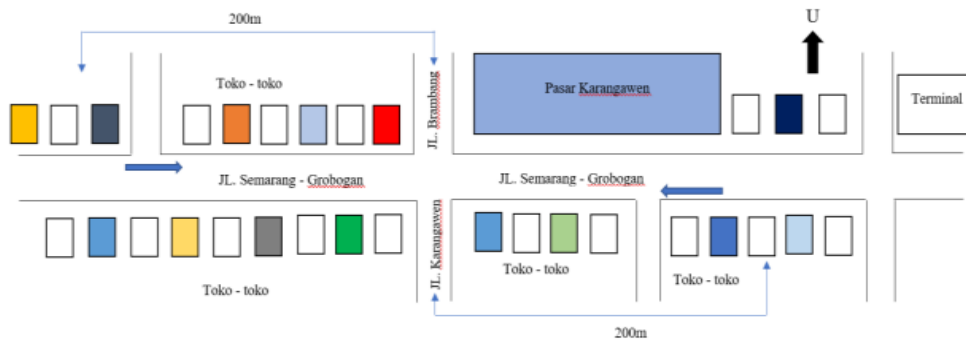 200m
U
Toko - toko
JL. Brambang
Pasar Karangawen
Terminal
JL. Semarang - Grobogan
JL. Semarang - Grobogan
JL. Karangawen
Toko - toko
Toko - toko
Toko - toko
200m